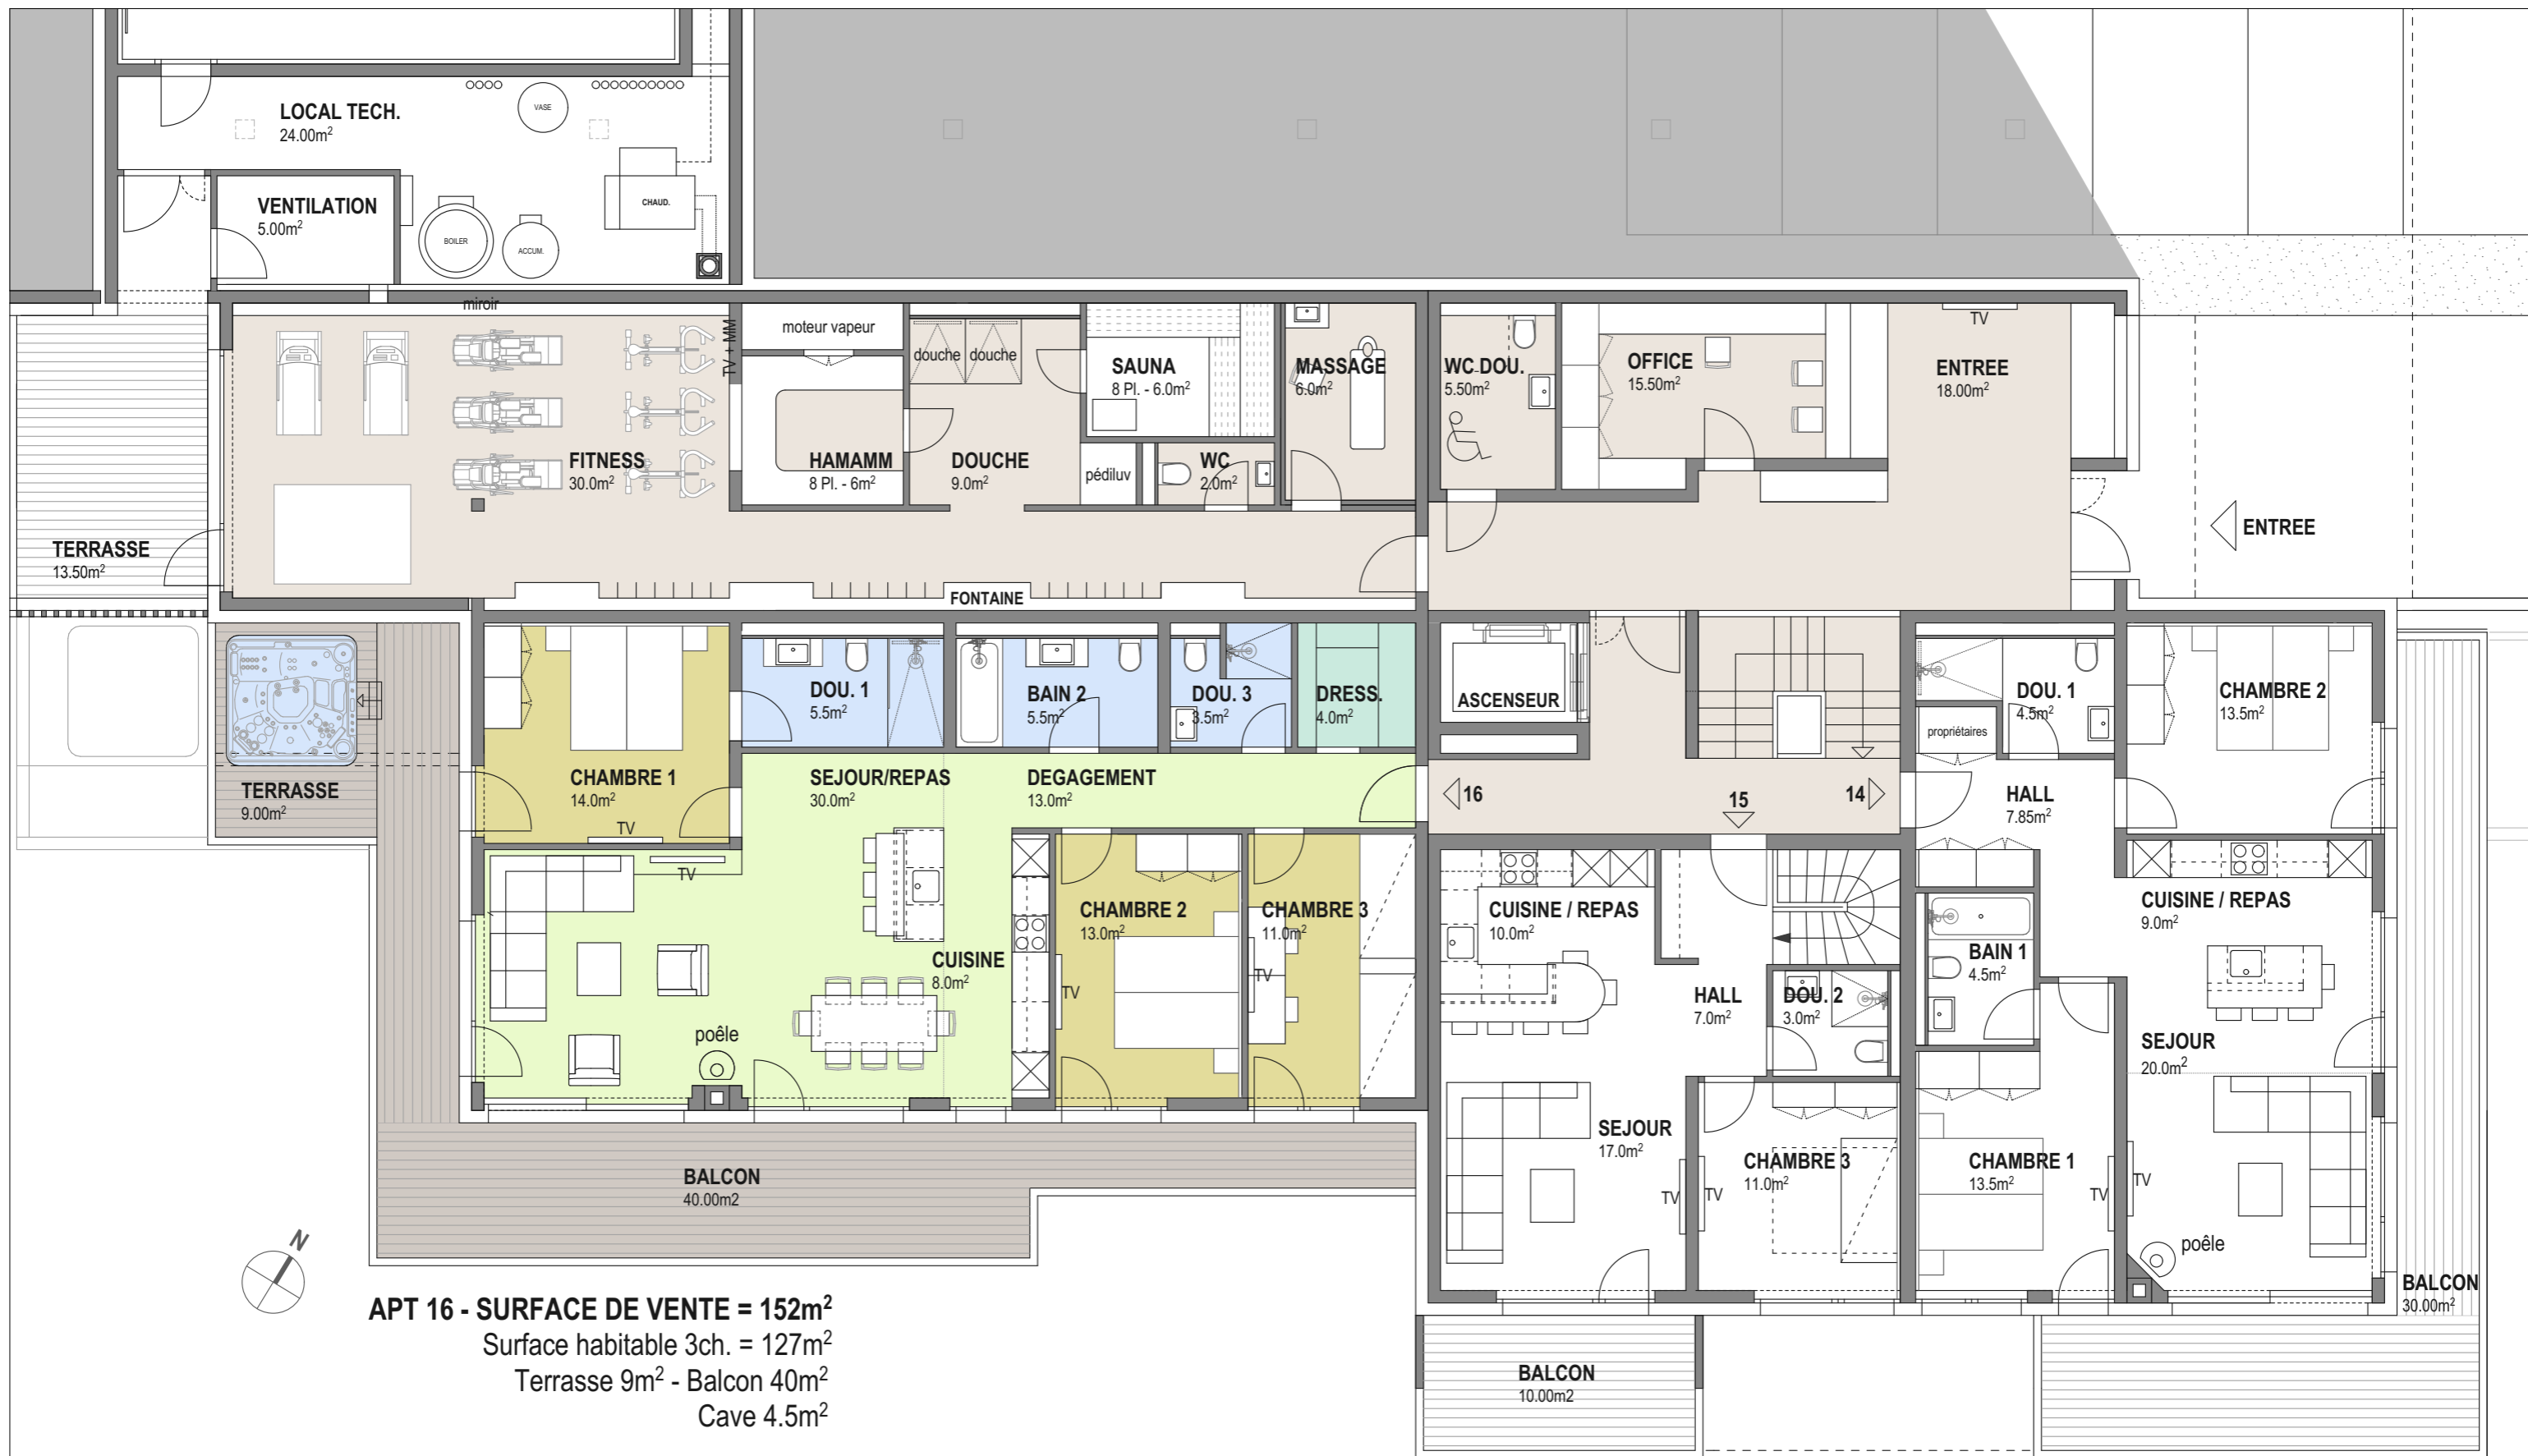 LOCAL TECH.
24.00m²
VASE
CHAUD.
VENTILATION
5.00m²
BOILER
ACCUM.
miroir
TV + MM
moteur vapeur
douche
douche
SAUNA
8 Pl. - 6.0m²
MASSAGE
6.0m²
WC DOU.
5.50m²
OFFICE
15.50m²
TV
ENTREE
18.00m²
FITNESS
30.0m²
HAMAMM
8 Pl. - 6m²
DOUCHE
9.0m²
pédiluv
WC
2.0m²
TERRASSE
13.50m²
ENTREE
FONTAINE
DOU. 1
5.5m²
BAIN 2
5.5m²
DOU. 3
3.5m²
DRESS.
4.0m²
ASCENSEUR
DOU. 1
4.5m²
propriétaires
CHAMBRE 2
13.5m²
TERRASSE
9.00m²
CHAMBRE 1
14.0m²
TV
SEJOUR/REPAS
30.0m²
DEGAGEMENT
13.0m²
16
15
14
HALL
7.85m²
TV
CUISINE
8.0m²
CHAMBRE 2
13.0m²
TV
CHAMBRE 3
11.0m²
TV
CUISINE / REPAS
10.0m²
HALL
7.0m²
DOU. 2
3.0m²
BAIN 1
4.5m²
CUISINE / REPAS
9.0m²
poêle
SEJOUR
20.0m²
SEJOUR
17.0m²
TV
TV
CHAMBRE 3
11.0m²
CHAMBRE 1
13.5m²
TV
TV
poêle
BALCON
40.00m2
N
BALCON
30.00m²
BALCON
10.00m2
APT 16 - SURFACE DE VENTE = 152m²
Surface habitable 3ch. = 127m²
Terrasse 9m² - Balcon 40m²
Cave 4.5m²